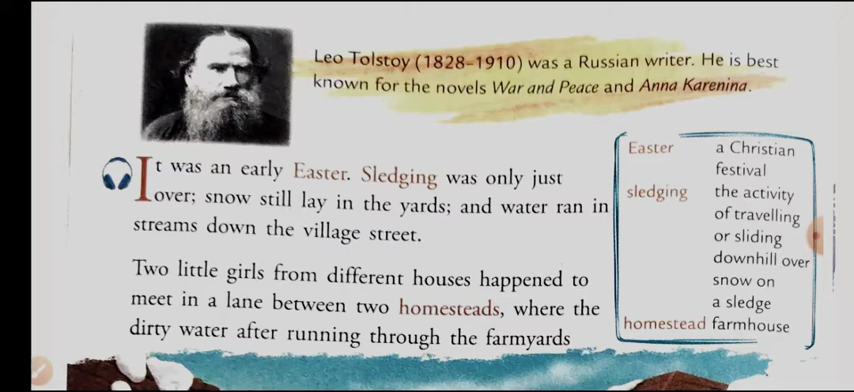 Leo Tolstoy (1828–1910) was a Russian writer. He is best
known for the novels War and Peace and Anna Karenina.
It was an early Easter. Sledging was only just
over; snow still lay in the yards; and water ran in
streams down the village street.
Two little girls from different houses happened to
meet in a lane between two homesteads, where the
dirty water after running through the farmyards
Easter a Christian
festival
sledging the activity
of travelling
or sliding
downhill over
snow on
a sledge
homestead farmhouse